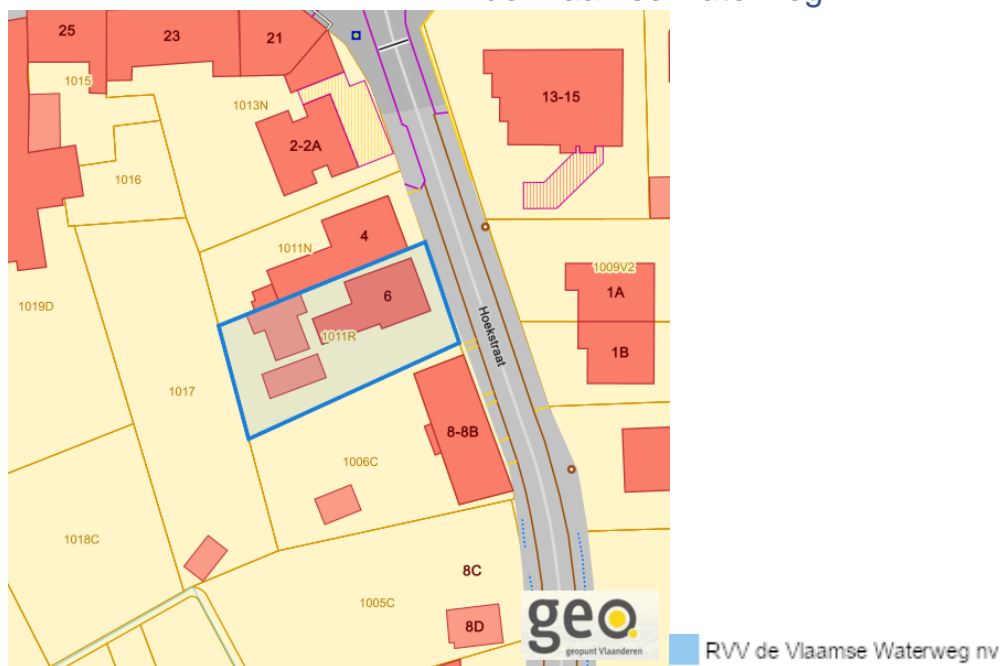 25
23
21
1015
1013N
13-15
2-2A
1016
4
1011N
1009V2
6
1A
1019D
1011R
Hoekstraat
1B
1017
8-8B
1006C
1018C
8C
1005C
8D
geo
geopunt Vlaanderen
RVV de Vlaamse Waterweg nv